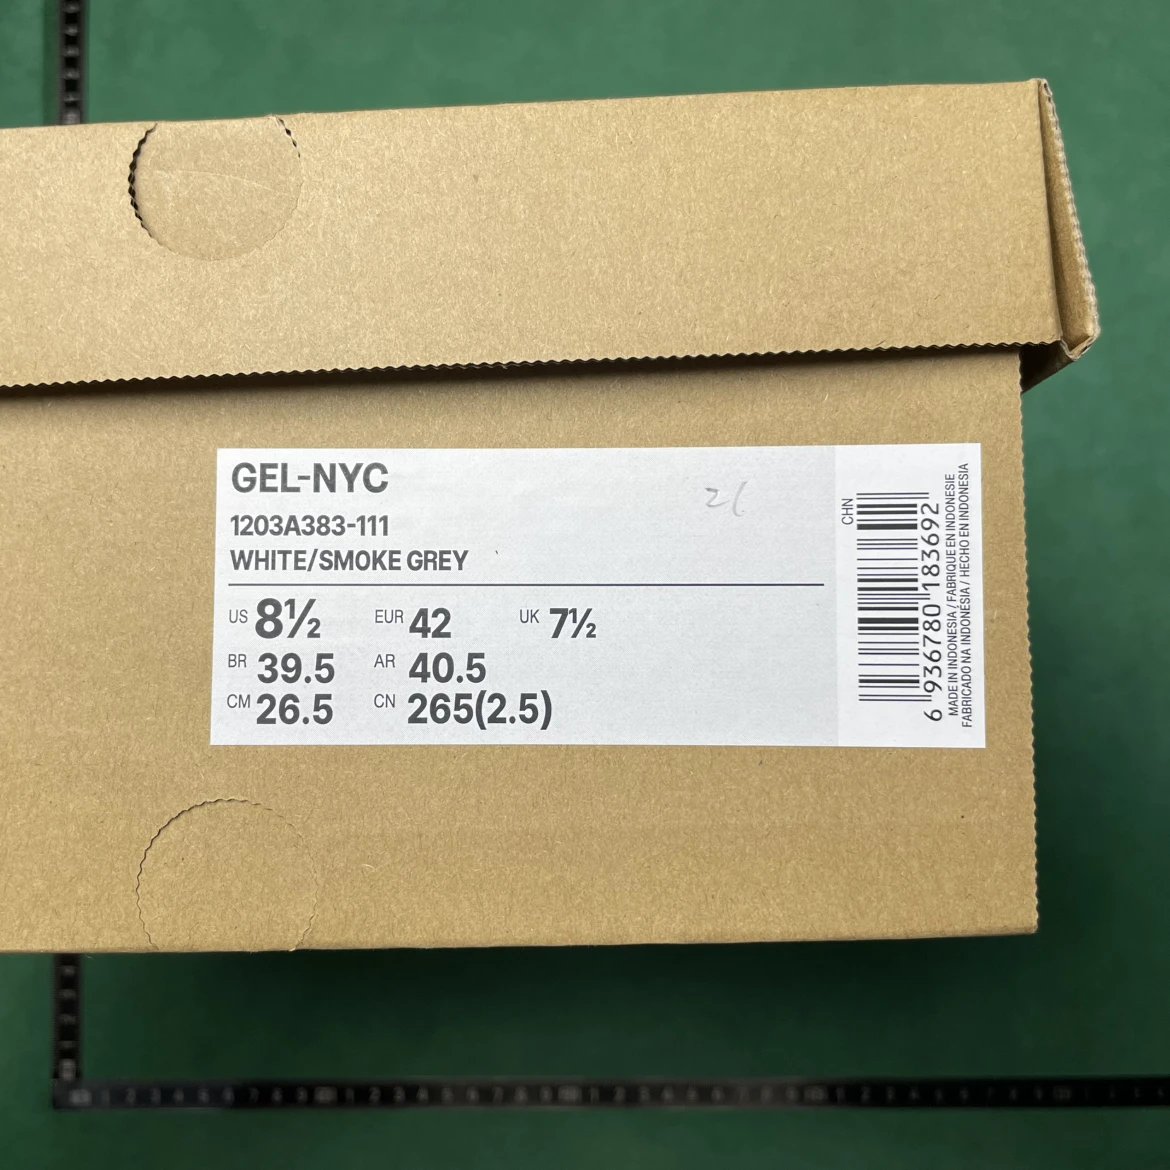 GEL-NYC
1203A383-111
WHITE/SMOKE GREY
US 8½ EUR 42 UK 7½
BR 39.5 AR 40.5
CM 26.5 CN 265(2.5)
CHN
6 936780 183692
MADE IN INDONESIA / FABRIQUE EN INDONESIE
FABRICADO NA INDONÉSIA / HECHO EN INDONESIA